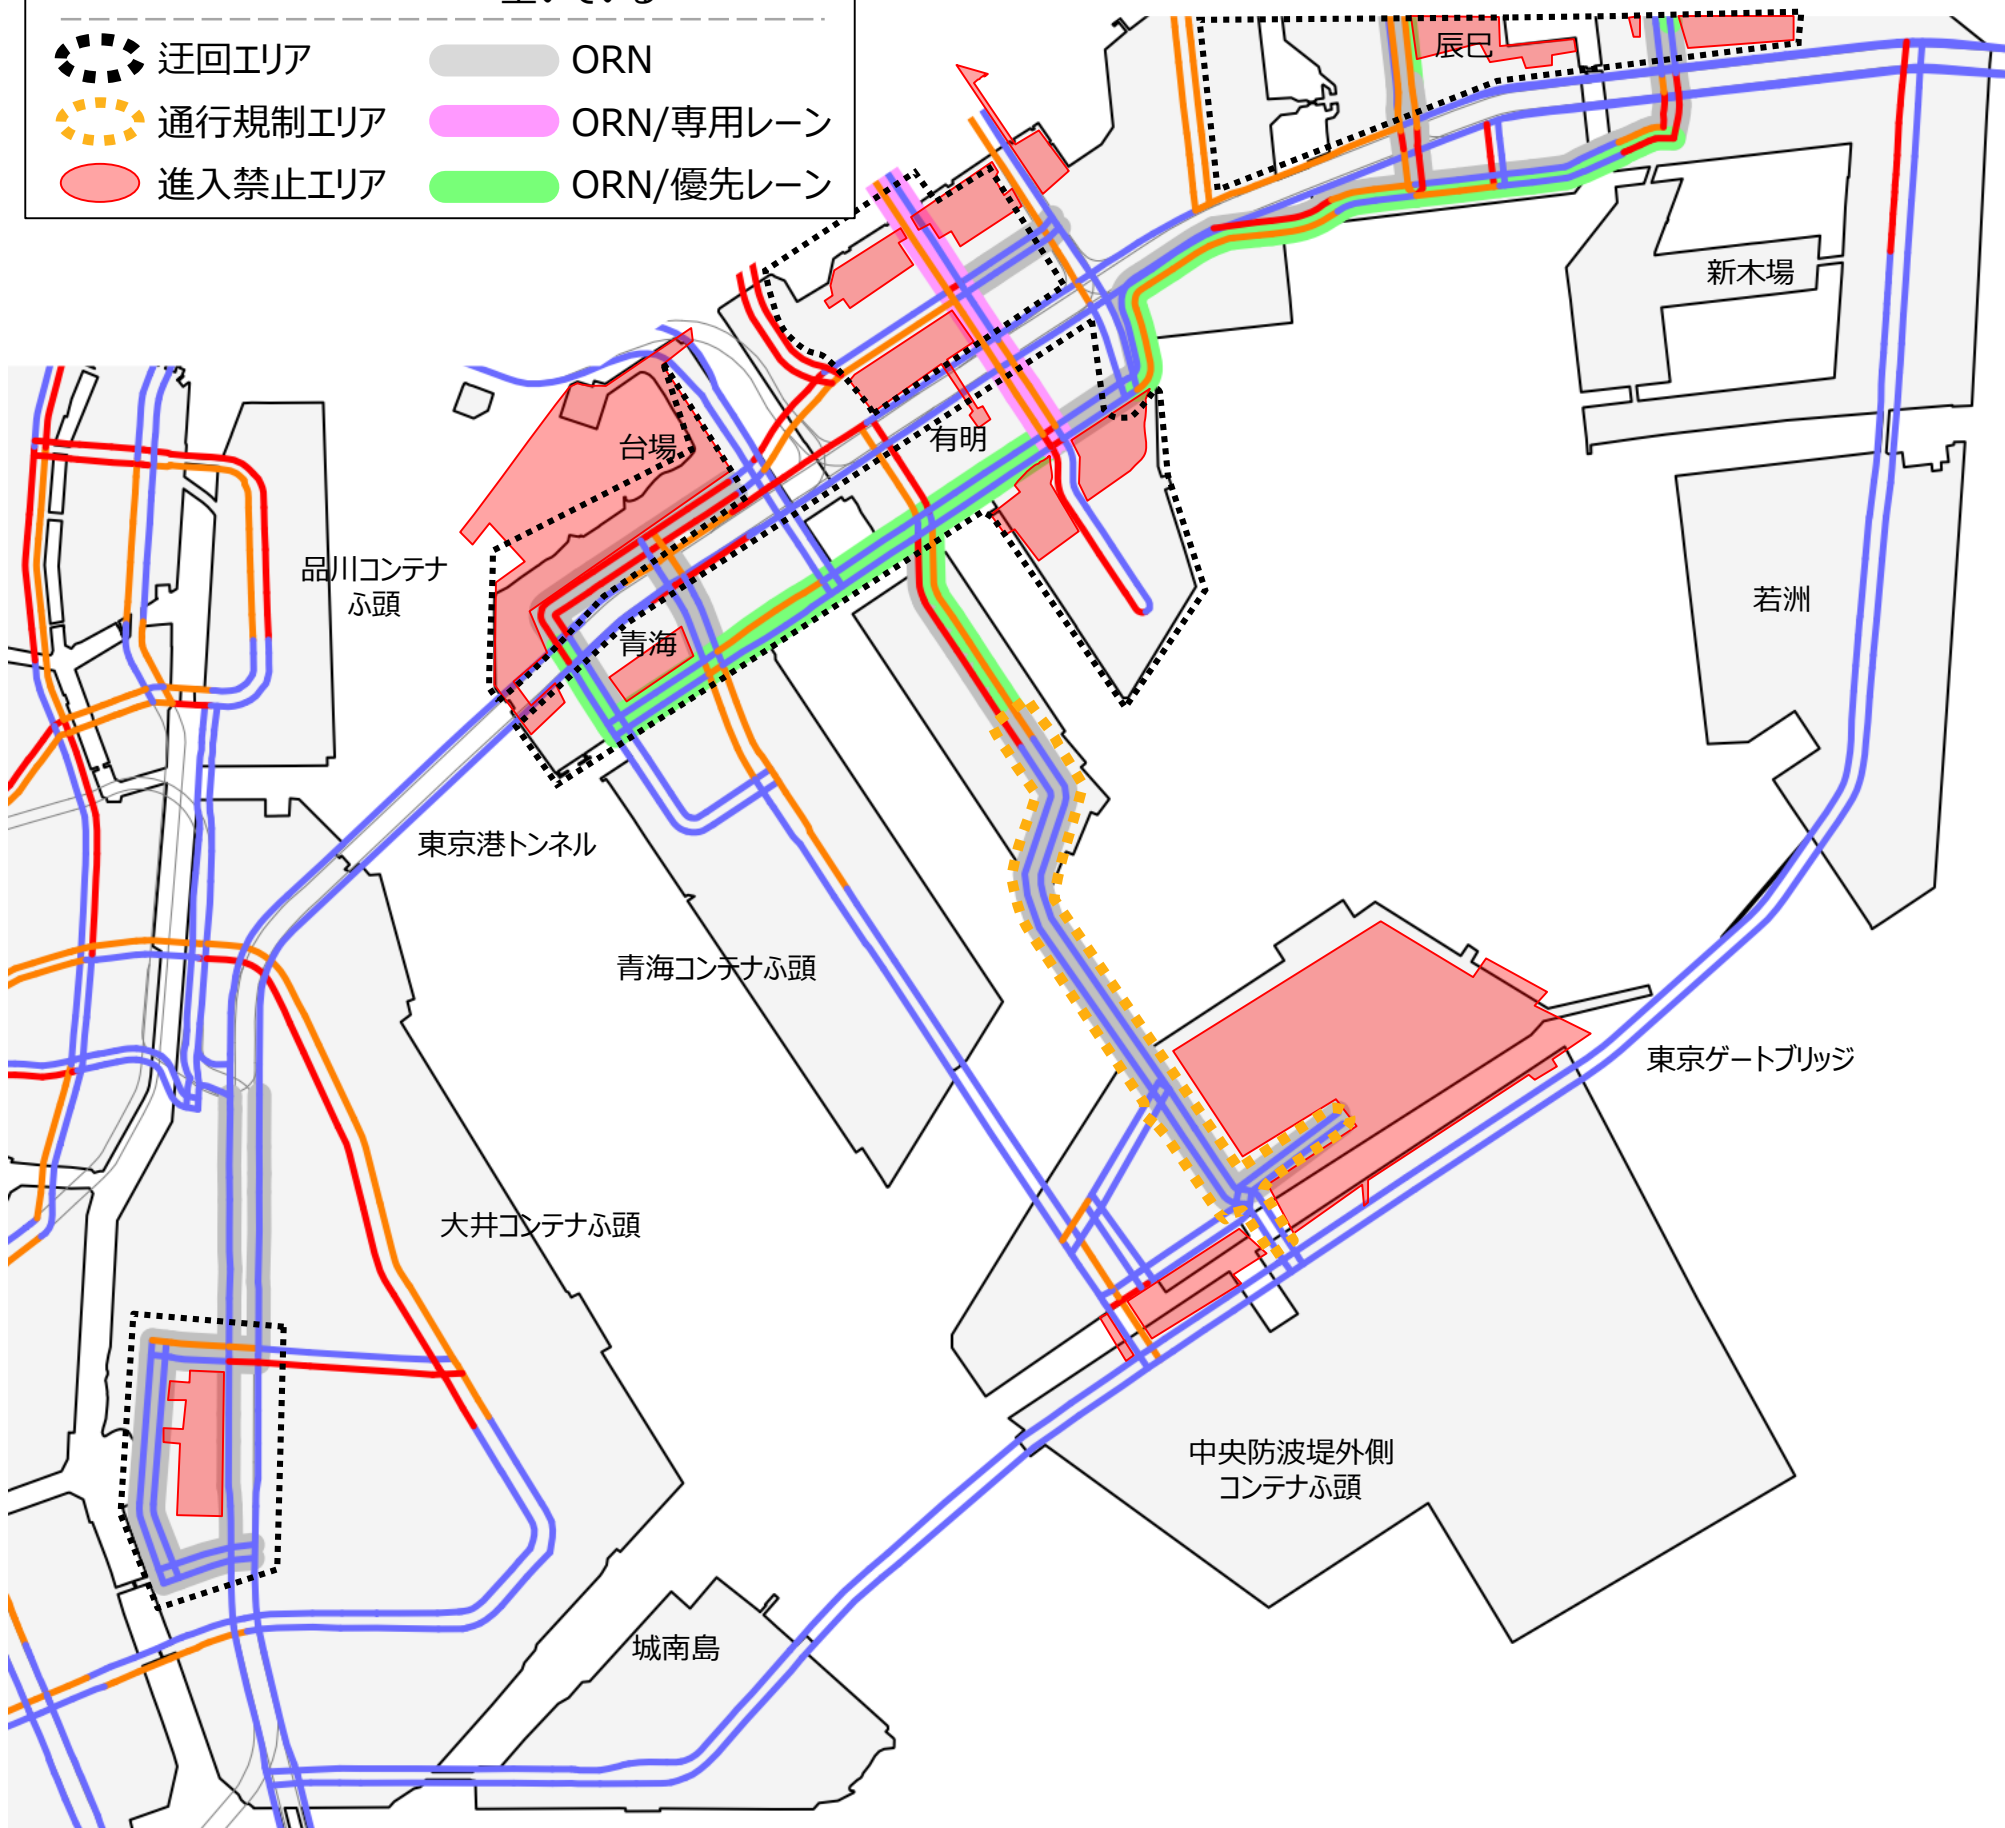 空いている
迂回エリア
ORN
通行規制エリア
ORN/専用レーン
進入禁止エリア
ORN/優先レーン
辰巳
新木場
有明
台場
品川コンテナ
ふ頭
若洲
青海
東京港トンネル
青海コンテナふ頭
東京ゲートブリッジ
大井コンテナふ頭
中央防波堤外側
コンテナふ頭
城南島